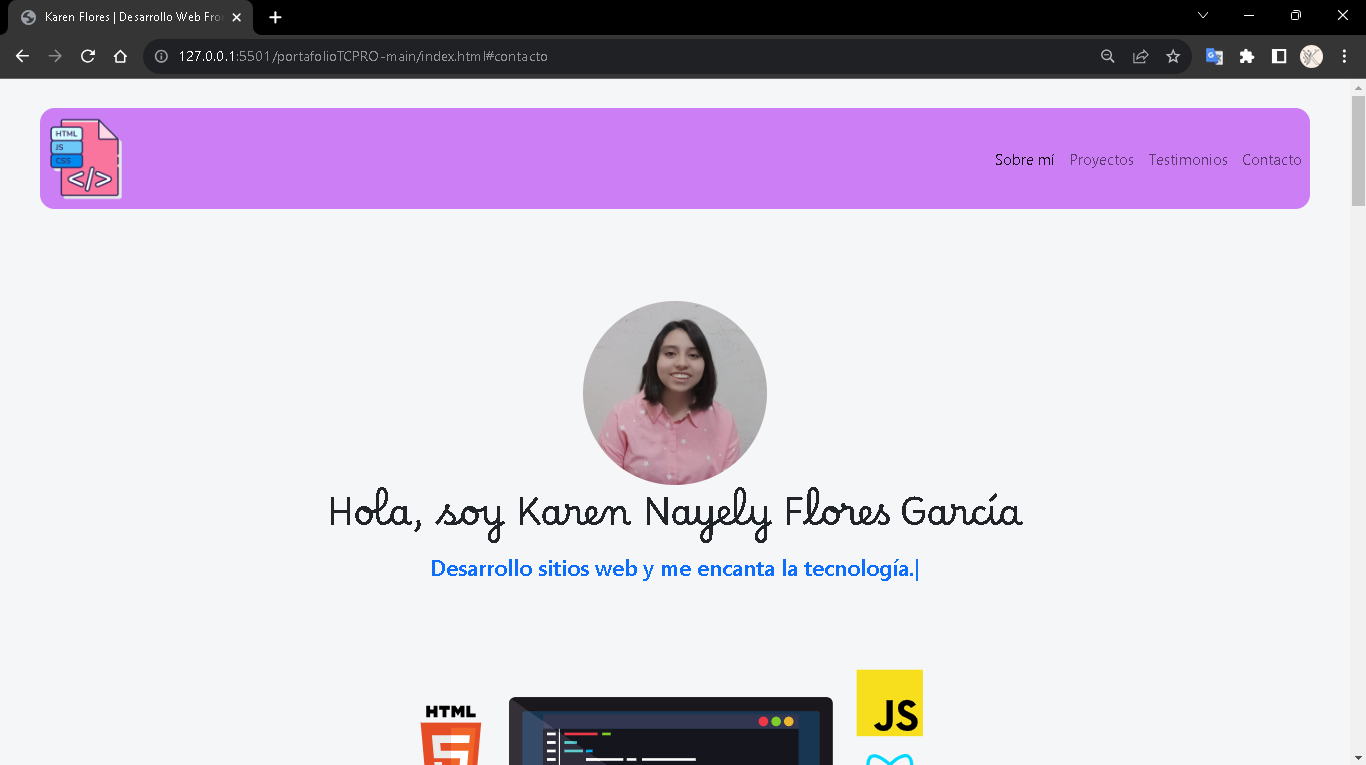 Karen Flores | Desarrollo Web Fro
127.0.0.1:5501/portafolioTCPRO-main/index.html#contacto
HTML
JS
CSS
</>
Sobre mí Proyectos Testimonios Contacto
Hola, soy Karen Nayely Flores García
Desarrollo sitios web y me encanta la tecnología.|
HTML
JS